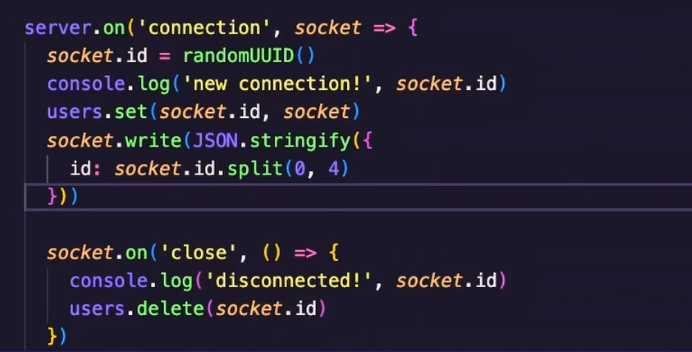 server.on('connection', socket => {
socket.id = randomUUID()
console.log('new connection!', socket.id)
users.set(socket.id, socket)
socket.write(JSON.stringify({
id: socket.id.split(0, 4)
}))
socket.on('close', () => {
console.log('disconnected!', socket.id)
users.delete(socket.id)
})